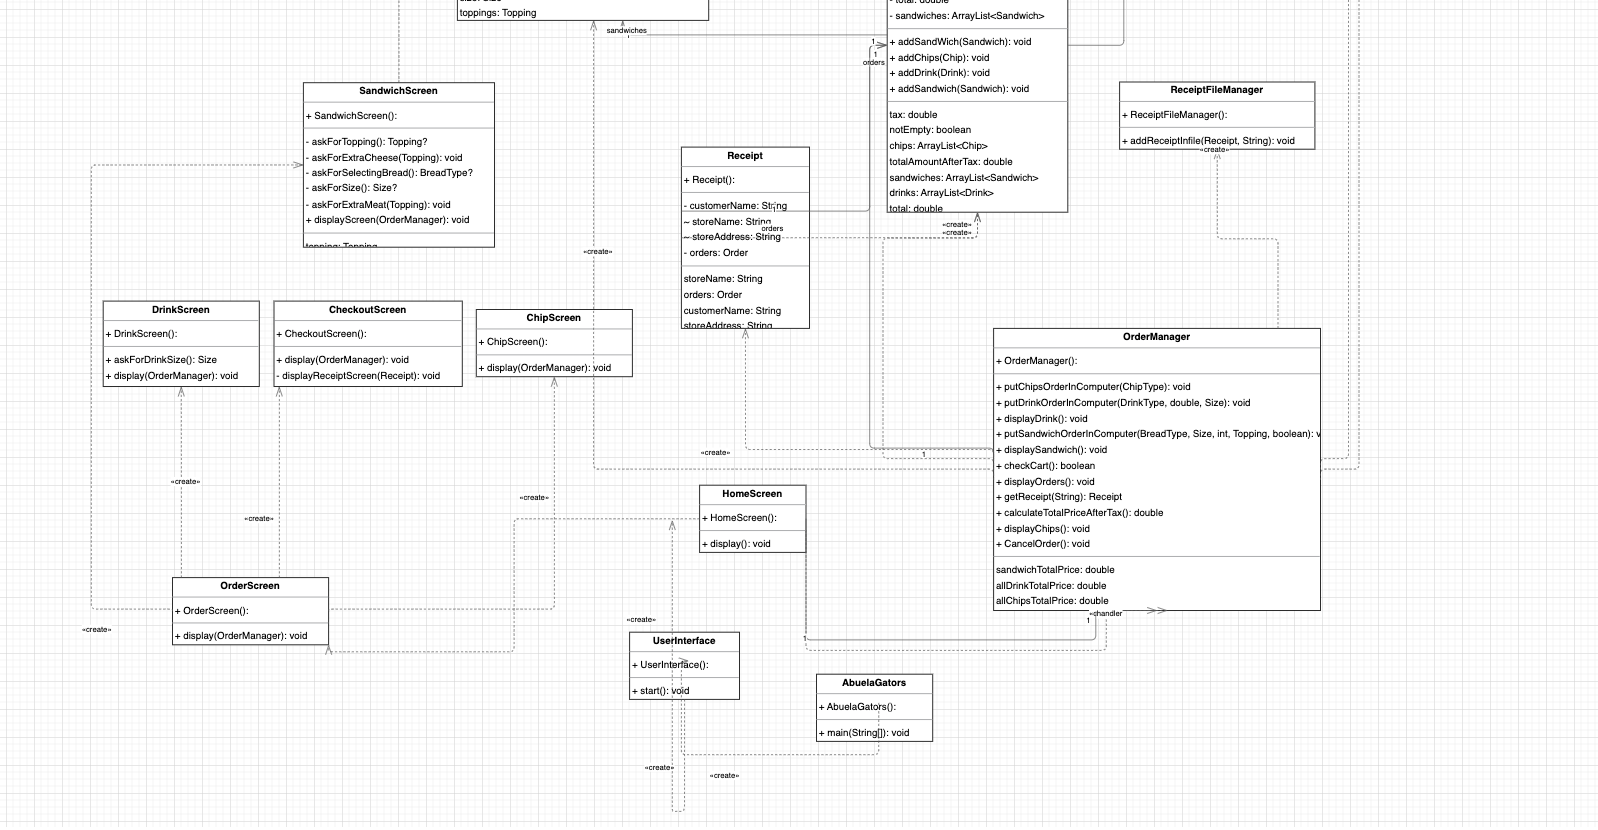 toppings: Topping
sandwiches
- sandwiches: ArrayList<Sandwich>
+ addSandWich(Sandwich): void
+ addChips(Chip): void
+ addDrink(Drink): void
+ addSandwich(Sandwich): void
tax: double
notEmpty: boolean
chips: ArrayList<Chip>
totalAmountAfterTax: double
sandwiches: ArrayList<Sandwich>
drinks: ArrayList<Drink>
total: double
1
1
orders
«create»
«create»
SandwichScreen
+ SandwichScreen():
- askForTopping(): Topping?
- askForExtraCheese(Topping): void
- askForSelectingBread(): BreadType?
- askForSize(): Size?
- askForExtraMeat(Topping): void
+ displayScreen(OrderManager): void
topping: Topping
ReceiptFileManager
+ ReceiptFileManager():
+ addReceiptInfile(Receipt, String): void
«create»
Receipt
+ Receipt():
- customerName: String
~ storeName: String
orders
~ storeAddress: String
- orders: Order
storeName: String
orders: Order
customerName: String
storeAddress: String
«create»
DrinkScreen
+ DrinkScreen():
+ askForDrinkSize(): Size
+ display(OrderManager): void
CheckoutScreen
+ CheckoutScreen():
+ display(OrderManager): void
- displayReceiptScreen(Receipt): void
ChipScreen
+ ChipScreen():
+ display(OrderManager): void
OrderManager
+ OrderManager():
+ putChipsOrderInComputer(ChipType): void
+ putDrinkOrderInComputer(DrinkType, double, Size): void
+ displayDrink(): void
+ putSandwichOrderInComputer(BreadType, Size, int, Topping, boolean): v
+ displaySandwich(): void
+ checkCart(): boolean
+ displayOrders(): void
+ getReceipt(String): Receipt
+ calculateTotalPriceAfterTax(): double
+ displayChips(): void
+ CancelOrder(): void
sandwichTotalPrice: double
allDrinkTotalPrice: double
allChipsTotalPrice: double
1
«create»
«create»
«create»
«create»
HomeScreen
+ HomeScreen():
+ display(): void
OrderScreen
+ OrderScreen():
+ display(OrderManager): void
«create»
«create»
1
1
UserInterface
+ UserInterface():
+ start(): void
AbuelaGators
+ AbuelaGators():
+ main(String[]): void
«create»
«create»